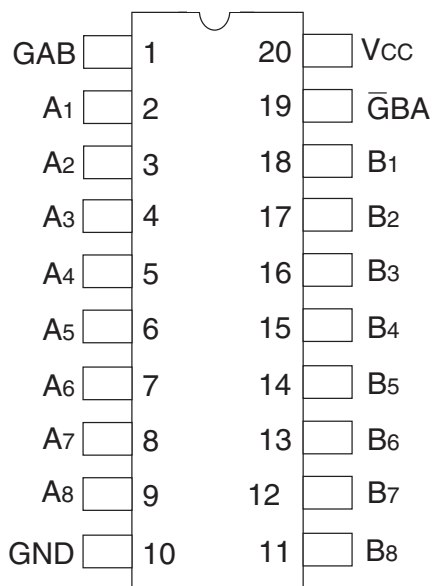 GAB 1 20 VCC
A1 2 19 G̅BA
A2 3 18 B1
A3 4 17 B2
A4 5 16 B3
A5 6 15 B4
A6 7 14 B5
A7 8 13 B6
A8 9 12 B7
GND 10 11 B8